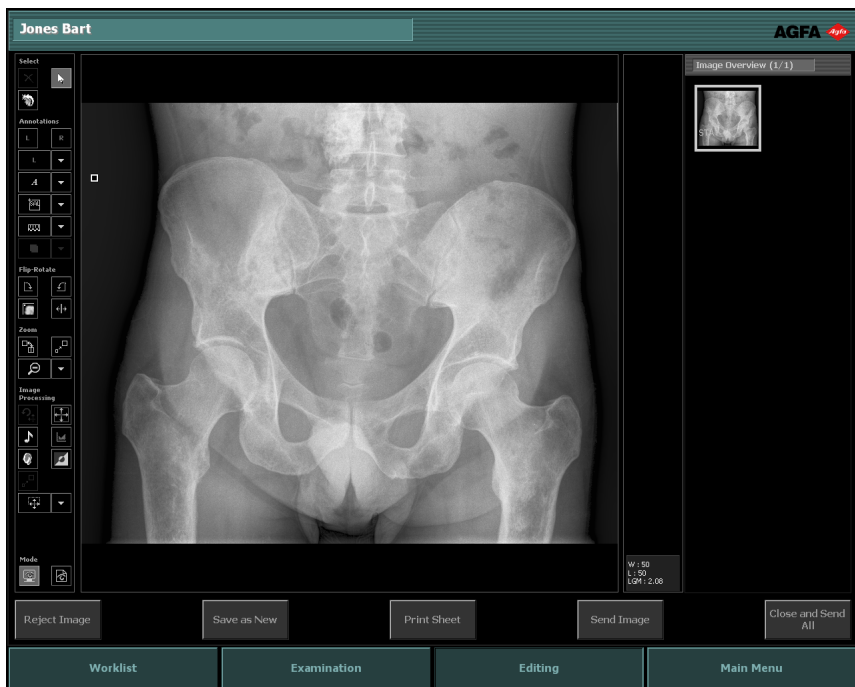 Jones Bart
AGFA
Agfa
Select
Image Overview (1/1)
Annotations
L R
L
A
Flip-Rotate
Zoom
Image
Processing
Mode
W : 50
L : 50
LGM : 2.08
Reject Image
Save as New
Print Sheet
Send Image
Close and Send
All
Worklist
Examination
Editing
Main Menu